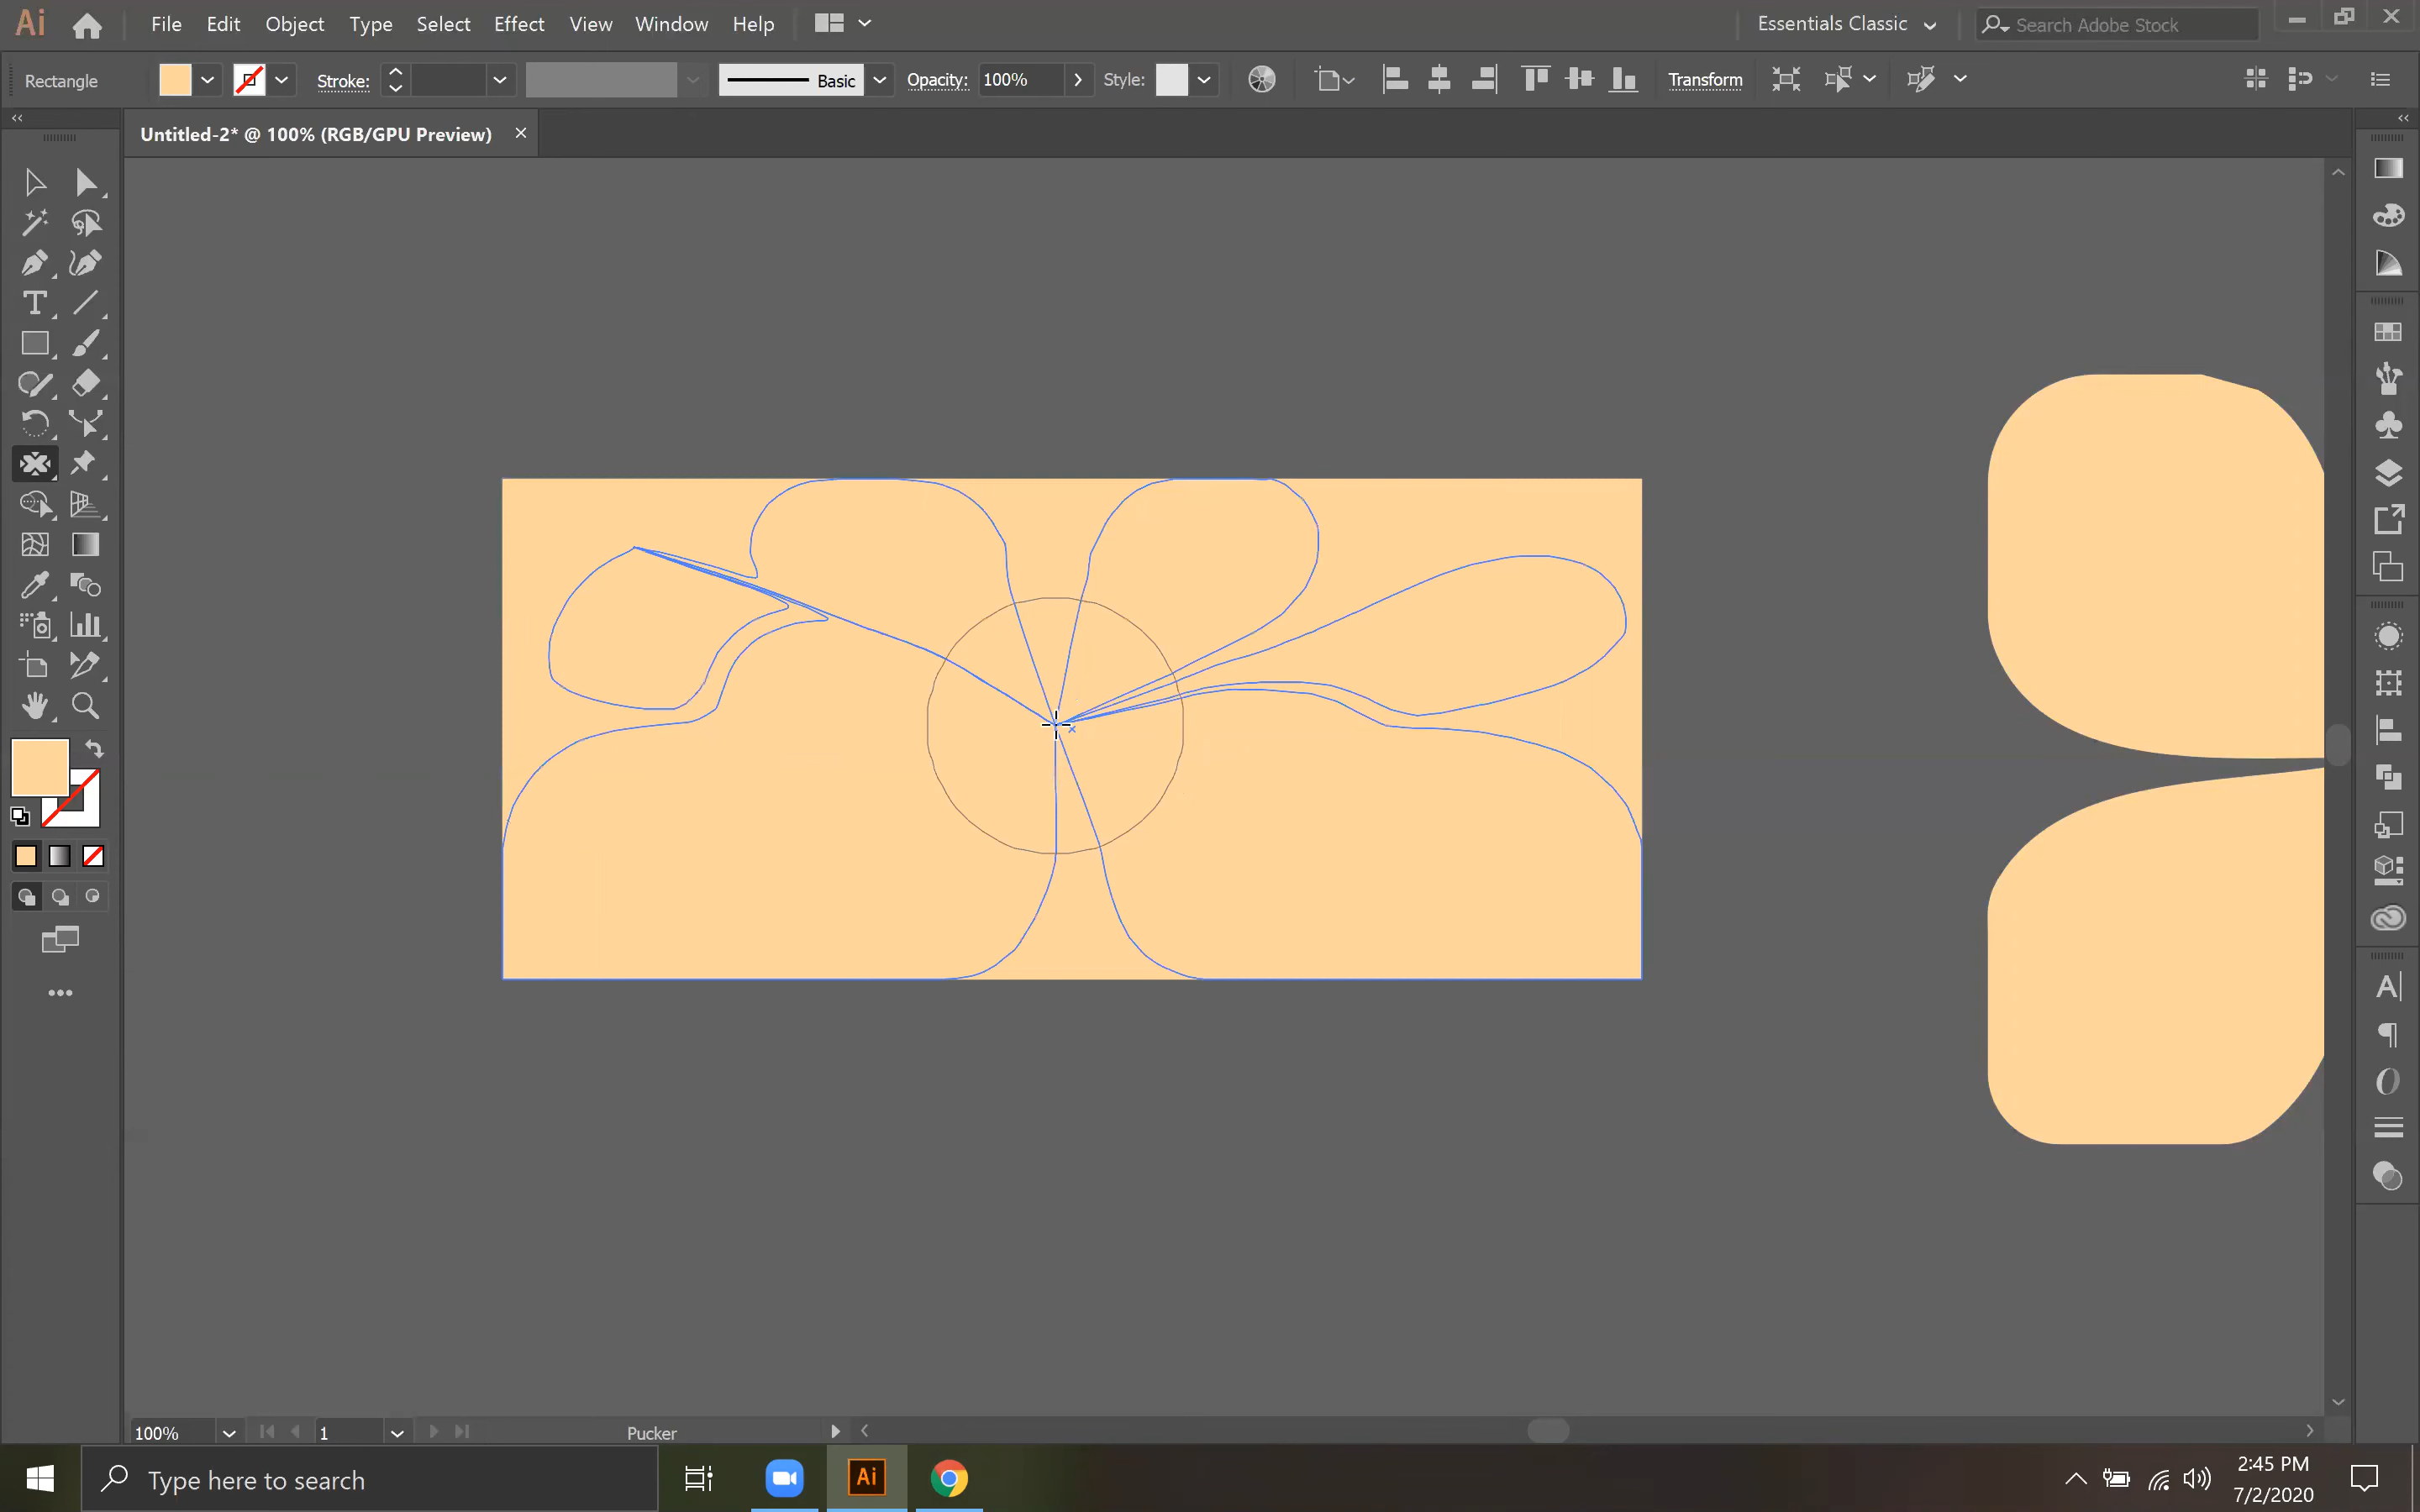 Ai File Edit Object Type Select Effect View Window Help Essentials Classic Search Adobe Stock
Rectangle Stroke: Basic Opacity: 100% Style: Transform
Untitled-2* @ 100% (RGB/GPU Preview)
100% 1 Pucker
Type here to search Ai 2:45 PM
7/2/2020